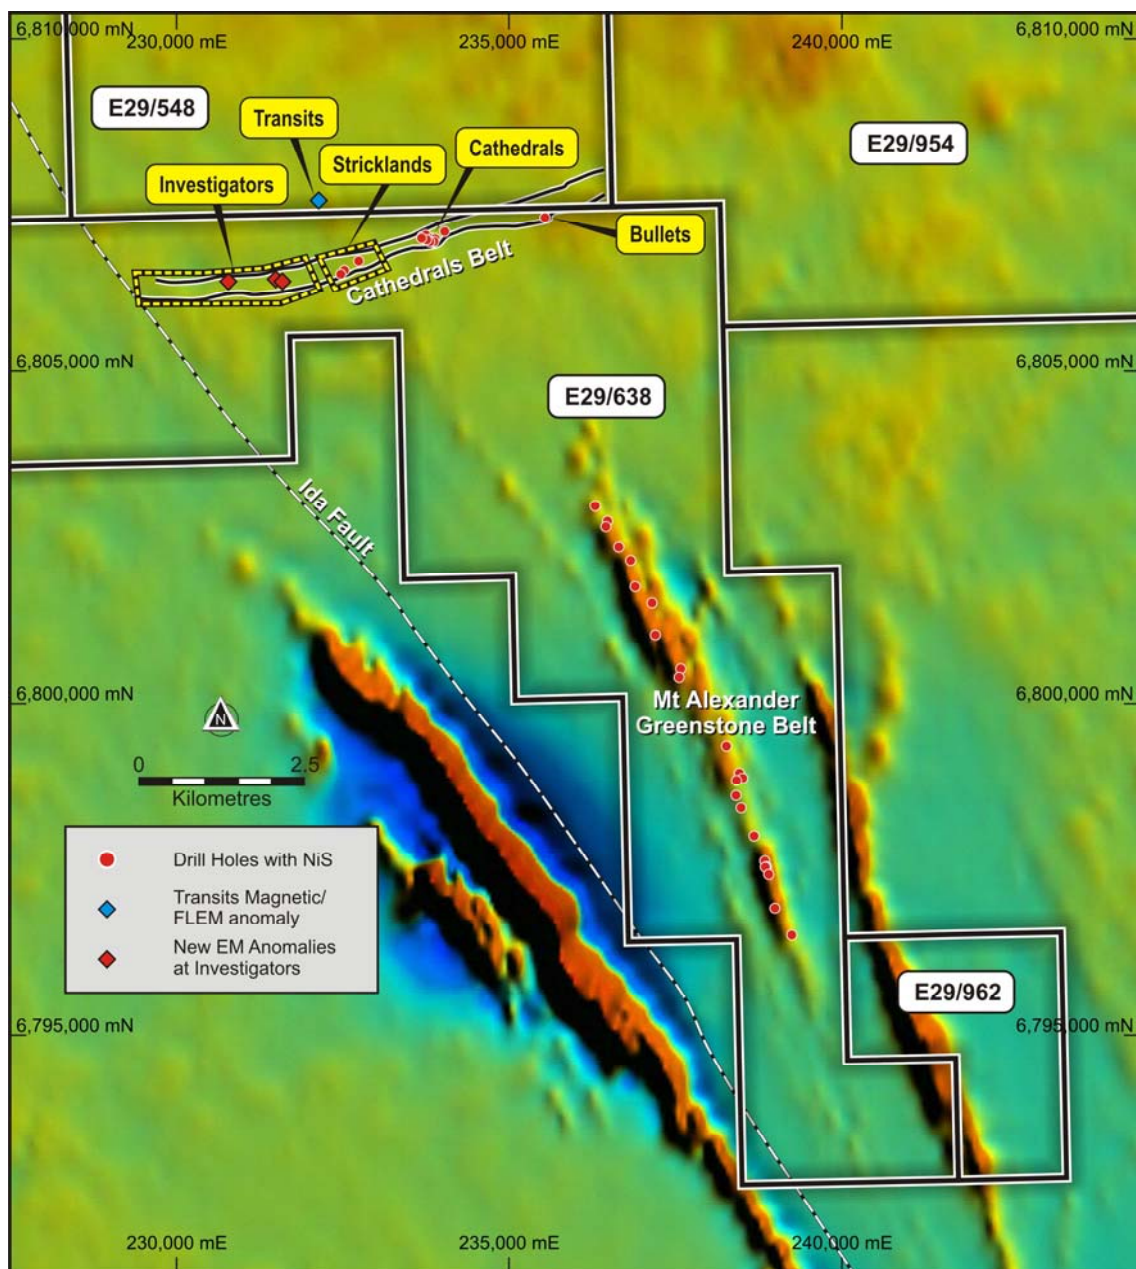 6,810,000 mN
230,000 mE
235,000 mE
240,000 mE
6,810,000 mN
E29/548
Transits
Stricklands
Cathedrals
E29/954
Investigators
Bullets
Cathedrals Belt
6,805,000 mN
6,805,000 mN
E29/638
Ida Fault
6,800,000 mN
Mt Alexander
Greenstone Belt
6,800,000 mN
N
0 2.5
Kilometres
Drill Holes with NiS
Transits Magnetic/
FLEM anomaly
New EM Anomalies
at Investigators
E29/962
6,795,000 mN
6,795,000 mN
230,000 mE
235,000 mE
240,000 mE